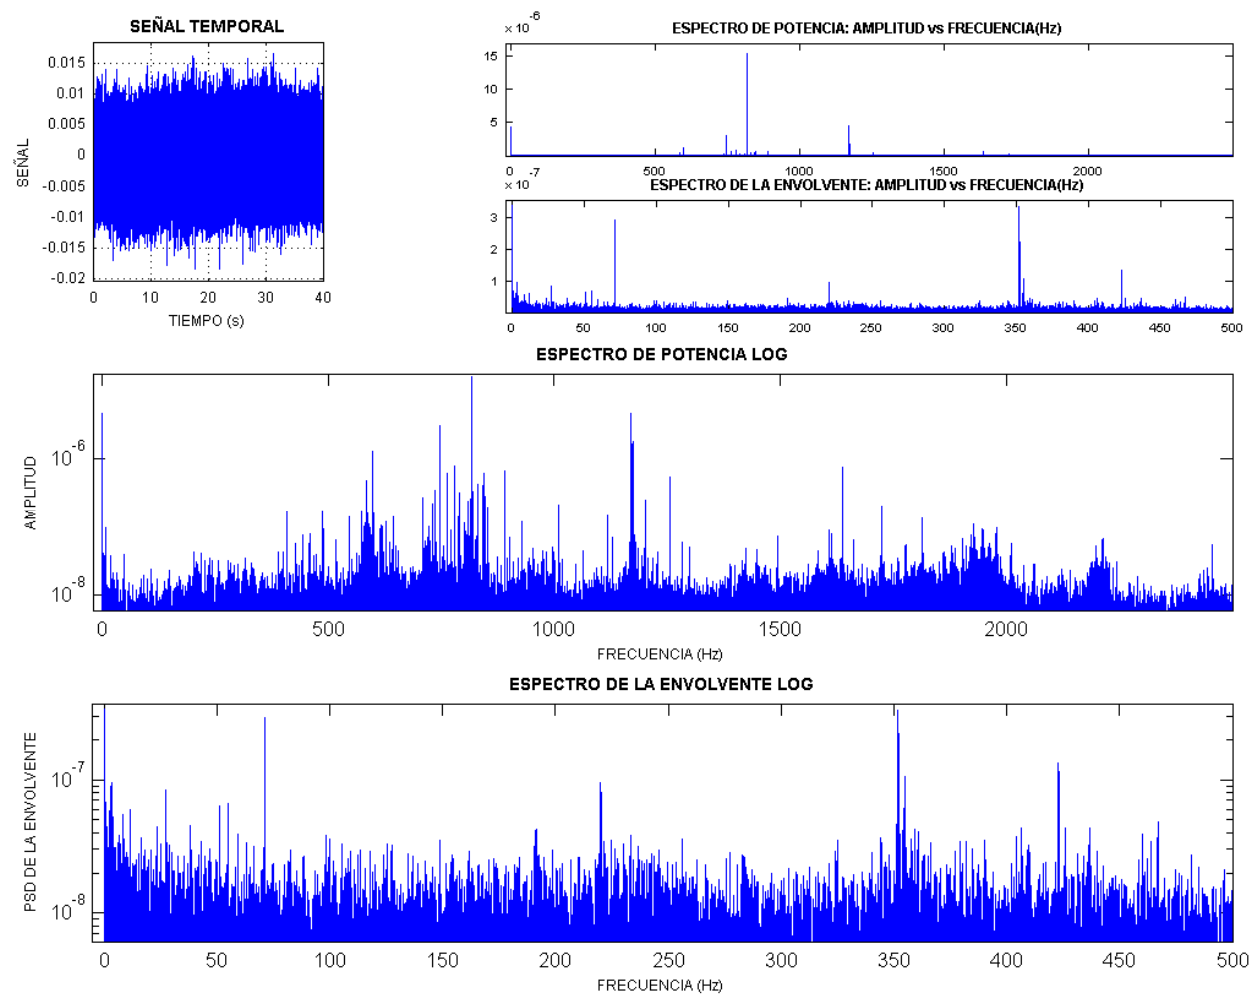 SEÑAL TEMPORAL
0.015
0.01
0.005
0
-0.005
-0.01
-0.015
-0.02
SEÑAL
0 10 20 30 40
TIEMPO (s)
× 10 -6
ESPECTRO DE POTENCIA: AMPLITUD vs FRECUENCIA(Hz)
15
10
5
0 500 1000 1500 2000
× 10 -7
ESPECTRO DE LA ENVOLVENTE: AMPLITUD vs FRECUENCIA(Hz)
3
2
1
0 50 100 150 200 250 300 350 400 450 500
ESPECTRO DE POTENCIA LOG
AMPLITUD
10 -6
10 -8
0 500 1000 1500 2000
FRECUENCIA (Hz)
ESPECTRO DE LA ENVOLVENTE LOG
PSD DE LA ENVOLVENTE
10 -7
10 -8
0 50 100 150 200 250 300 350 400 450 500
FRECUENCIA (Hz)